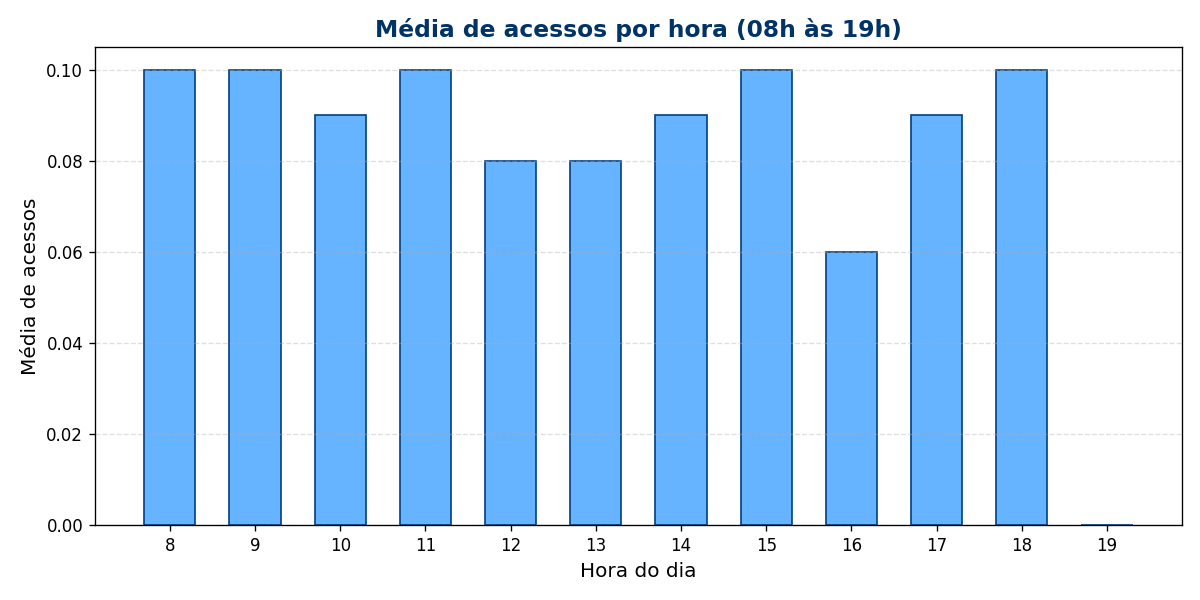 Média de acessos por hora (08h às 19h)
Média de acessos
0.10
0.08
0.06
0.04
0.02
0.00
8 9 10 11 12 13 14 15 16 17 18 19
Hora do dia